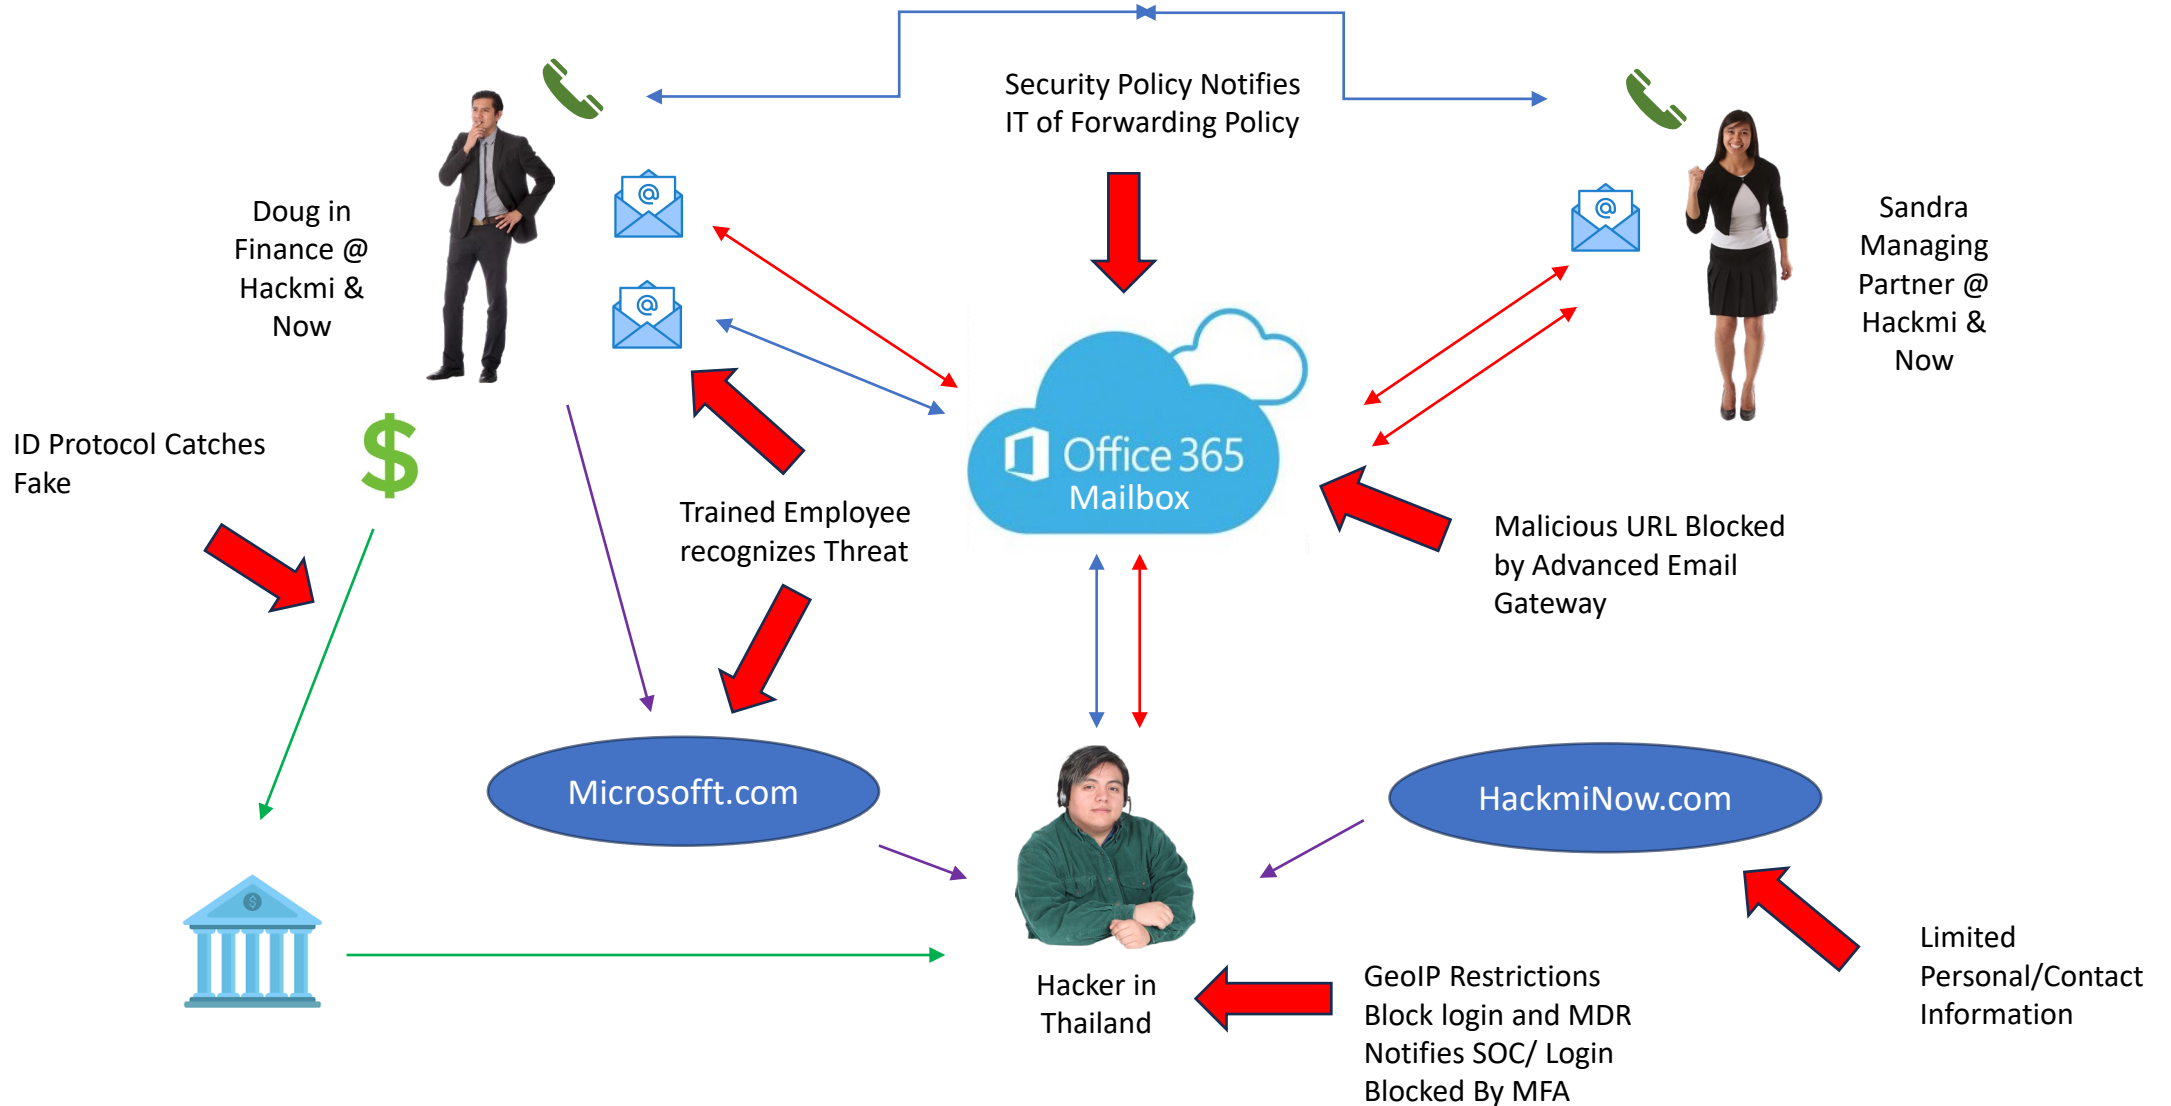 Security Policy Notifies
IT of Forwarding Policy
Doug in
Finance @
Hackmi &
Now
@
@
@
Sandra
Managing
Partner @
Hackmi &
Now
ID Protocol Catches
Fake
$
Office 365
Mailbox
Trained Employee
recognizes Threat
Malicious URL Blocked
by Advanced Email
Gateway
Microsofft.com
HackmiNow.com
$
Hacker in
Thailand
GeoIP Restrictions
Block login and MDR
Notifies SOC/ Login
Blocked By MFA
Limited
Personal/Contact
Information